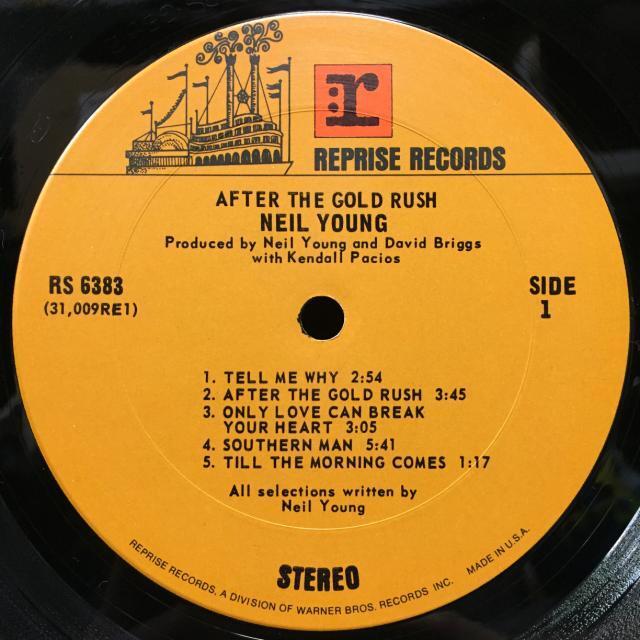 r
REPRISE RECORDS
AFTER THE GOLD RUSH
NEIL YOUNG
Produced by Neil Young and David Briggs
with Kendall Pacios
RS 6383
(31,009RE1)
SIDE
1
1. TELL ME WHY 2:54
2. AFTER THE GOLD RUSH 3:45
3. ONLY LOVE CAN BREAK
YOUR HEART 3:05
4. SOUTHERN MAN 5:41
5. TILL THE MORNING COMES 1:17
All selections written by
Neil Young
STEREO
REPRISE RECORDS, A DIVISION OF WARNER BROS. RECORDS INC. MADE IN U.S.A.